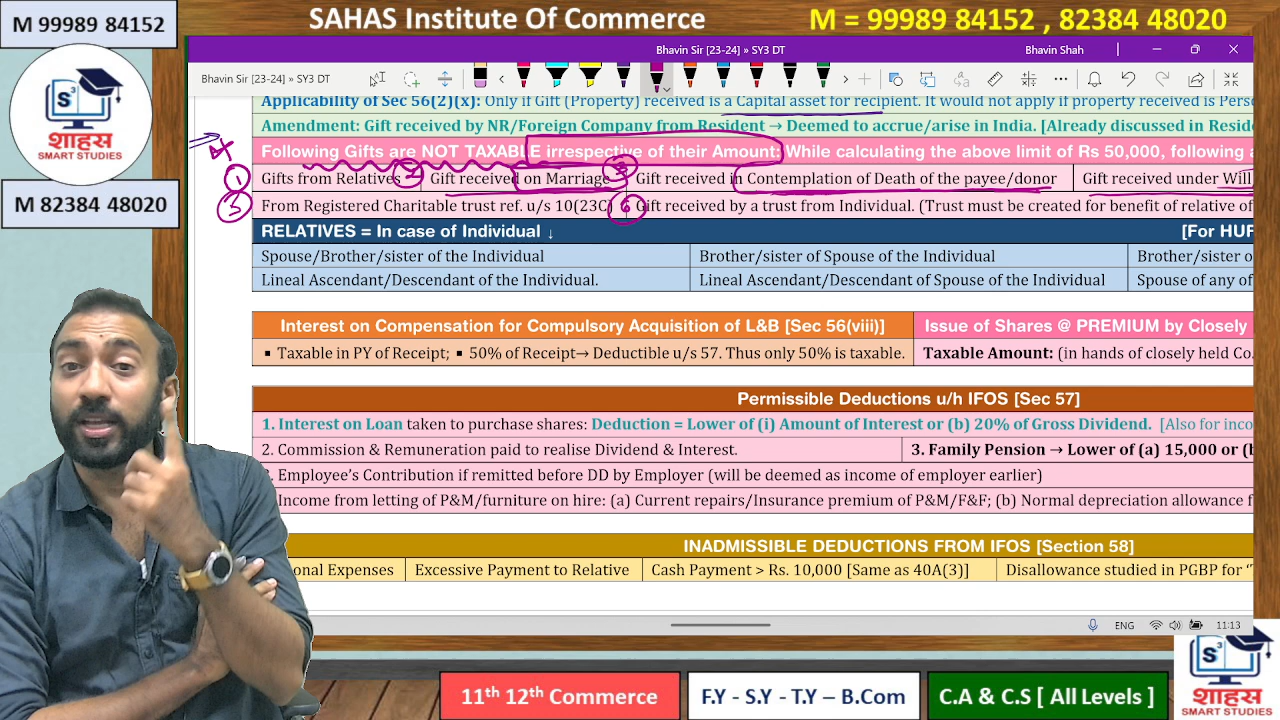 M 99989 84152
SAHAS Institute Of Commerce
M = 99989 84152 , 82384 48020
S³
शाहस
SMART STUDIES
M 82384 48020
Bhavin Sir [23-24] » SY3 DT
Bhavin Shah
Bhavin Sir [23-24] » SY3 DT
Applicability of Sec 56(2)(x): Only if Gift (Property) received is a Capital asset for recipient. It would not apply if property received is Pers
Amendment: Gift received by NR/Foreign Company from Resident → Deemed to accrue/arise in India. [Already discussed in Resid
Following Gifts are NOT TAXABLE irrespective of their Amount: While calculating the above limit of Rs 50,000, following a
1 Gifts from Relatives 2 Gift received on Marriage 3 Gift received in Contemplation of Death of the payee/donor Gift received under Will
From Registered Charitable trust ref. u/s 10(23C) 6 Gift received by a trust from Individual. (Trust must be created for benefit of relative of
RELATIVES = In case of Individual ↓ [For HUF
Spouse/Brother/sister of the Individual Brother/sister of Spouse of the Individual Brother/sister o
Lineal Ascendant/Descendant of the Individual. Lineal Ascendant/Descendant of Spouse of the Individual Spouse of any of
Interest on Compensation for Compulsory Acquisition of L&B [Sec 56(viii)] Issue of Shares @ PREMIUM by Closely
▪ Taxable in PY of Receipt; ▪ 50% of Receipt→ Deductible u/s 57. Thus only 50% is taxable. Taxable Amount: (in hands of closely held Co.
Permissible Deductions u/h IFOS [Sec 57]
1. Interest on Loan taken to purchase shares: Deduction = Lower of (i) Amount of Interest or (b) 20% of Gross Dividend. [Also for inco
2. Commission & Remuneration paid to realise Dividend & Interest. 3. Family Pension → Lower of (a) 15,000 or (b
Employee's Contribution if remitted before DD by Employer (will be deemed as income of employer earlier)
Income from letting of P&M/furniture on hire: (a) Current repairs/Insurance premium of P&M/F&F; (b) Normal depreciation allowance f
INADMISSIBLE DEDUCTIONS FROM IFOS [Section 58]
onal Expenses Excessive Payment to Relative Cash Payment > Rs. 10,000 [Same as 40A(3)] Disallowance studied in PGBP for 'T
ENG 11:13
11th 12th Commerce
F.Y - S.Y - T.Y – B.Com
C.A & C.S [ All Levels ]
S³
शाहस
SMART STUDIES